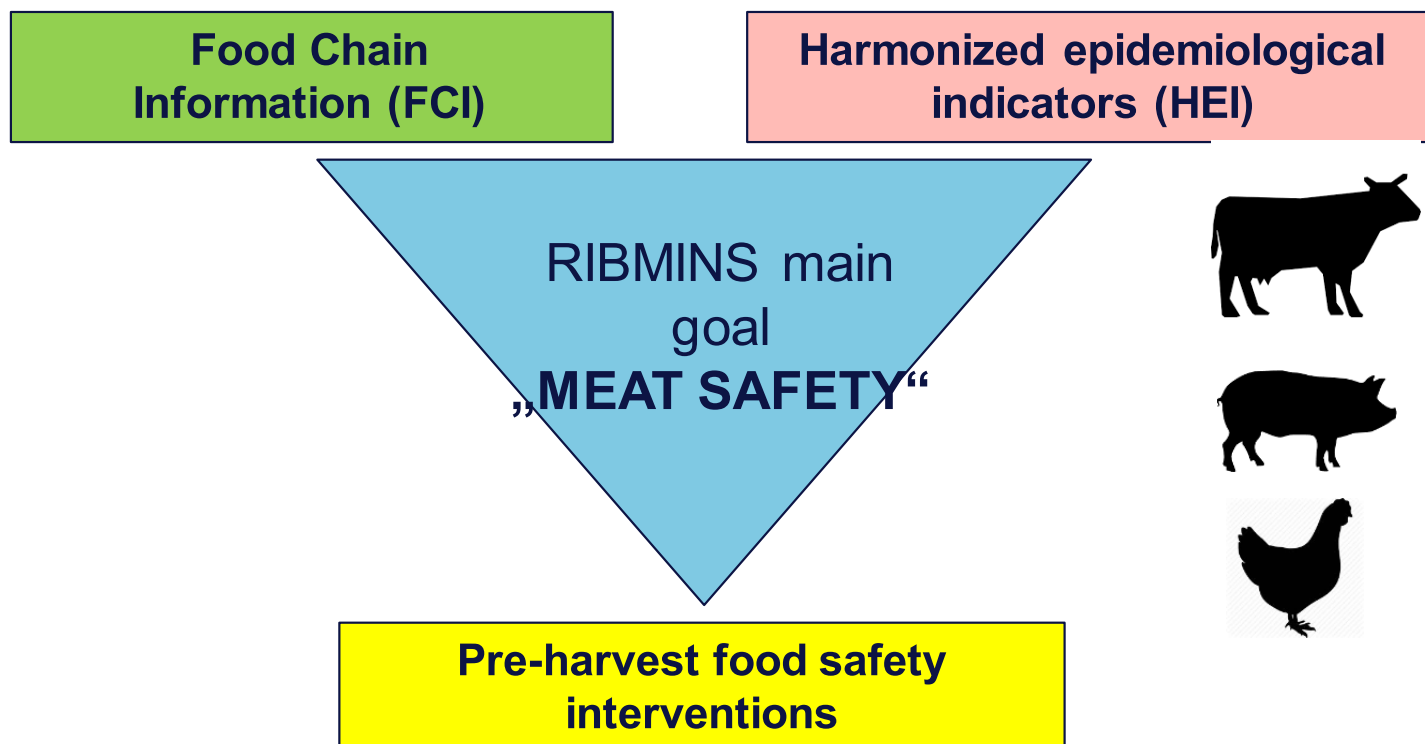 Food Chain
Information (FCI)
Harmonized epidemiological
indicators (HEI)
RIBMINS main
goal
„MEAT SAFETY“
Pre-harvest food safety
interventions